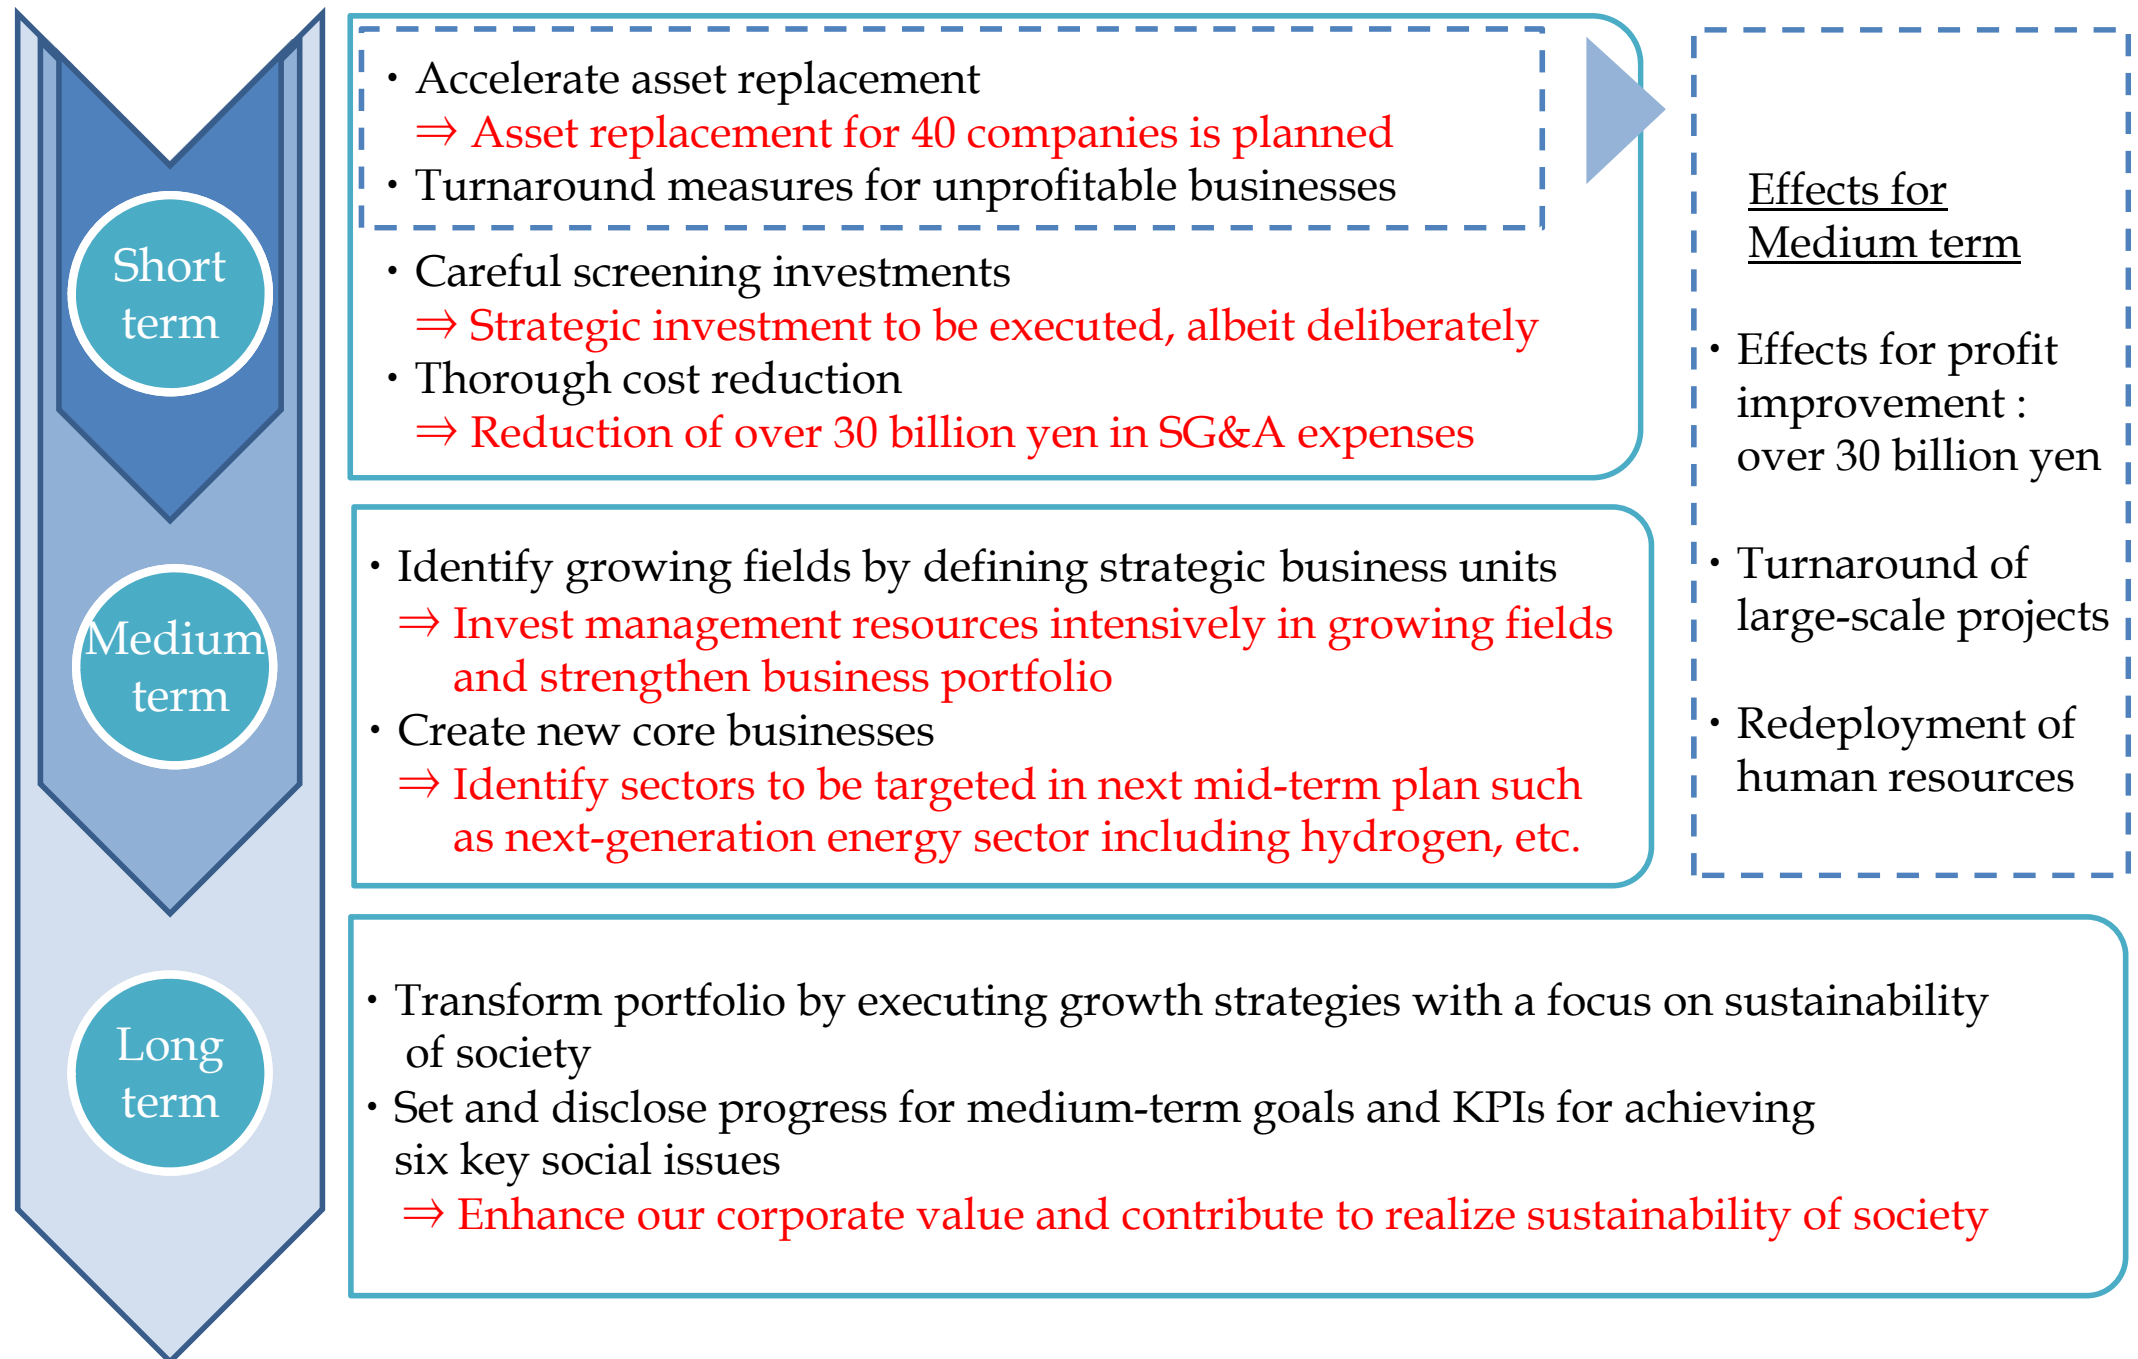 Short
term
・Accelerate asset replacement
⇒ Asset replacement for 40 companies is planned
・Turnaround measures for unprofitable businesses
・Careful screening investments
⇒ Strategic investment to be executed, albeit deliberately
・Thorough cost reduction
⇒ Reduction of over 30 billion yen in SG&A expenses
Effects for
Medium term
・Effects for profit
improvement :
over 30 billion yen
・Turnaround of
large-scale projects
・Redeployment of
human resources
Medium
term
・Identify growing fields by defining strategic business units
⇒ Invest management resources intensively in growing fields
and strengthen business portfolio
・Create new core businesses
⇒ Identify sectors to be targeted in next mid-term plan such
as next-generation energy sector including hydrogen, etc.
Long
term
・Transform portfolio by executing growth strategies with a focus on sustainability
of society
・Set and disclose progress for medium-term goals and KPIs for achieving
six key social issues
⇒ Enhance our corporate value and contribute to realize sustainability of society